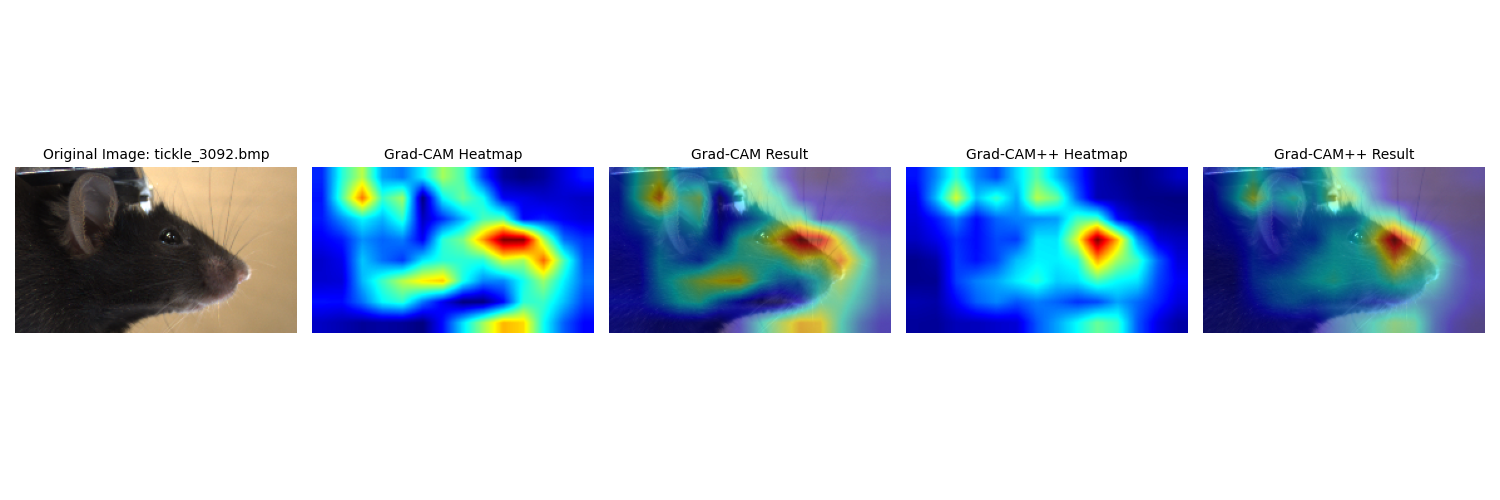 Original Image: tickle_3092.bmp
Grad-CAM Heatmap
Grad-CAM Result
Grad-CAM++ Heatmap
Grad-CAM++ Result